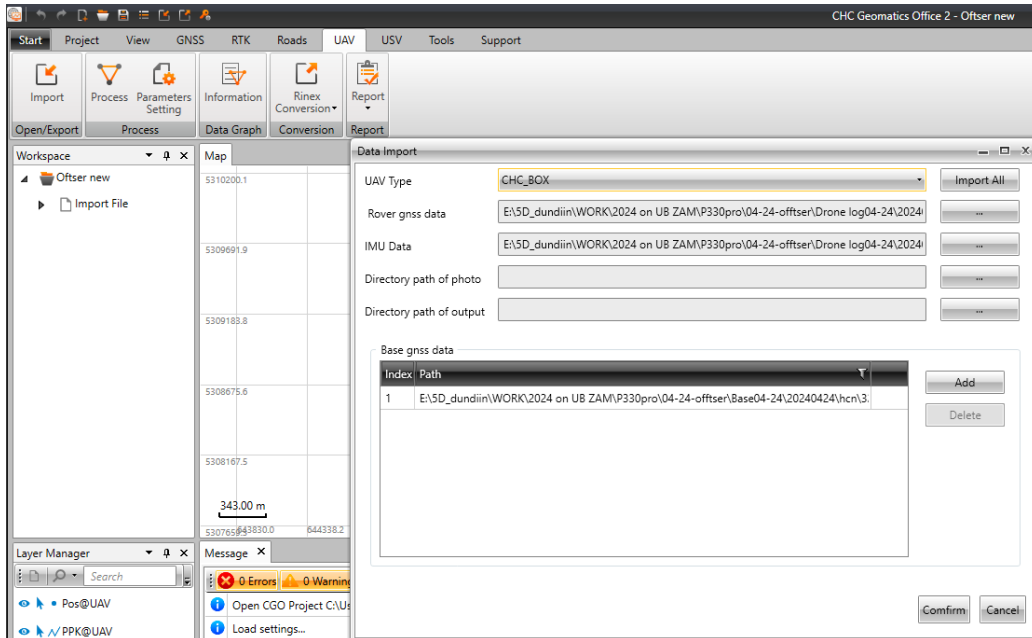 CHC Geomatics Office 2 - Oftser new
Start Project View GNSS RTK Roads UAV USV Tools Support
Import Process Parameters Setting Information Rinex Conversion Report
Open/Export Process Data Graph Conversion Report
Workspace
Oftser new
Import File
Map
5310200.1
5309691.9
5309183.8
5308675.6
5308167.5
343.00 m
643830.0 644338.2
Data Import
UAV Type CHC_BOX Import All
Rover gnss data E:\5D_dundiin\WORK\2024 on UB ZAM\P330pro\04-24-offtser\Drone log04-24\2024 ...
IMU Data E:\5D_dundiin\WORK\2024 on UB ZAM\P330pro\04-24-offtser\Drone log04-24\2024 ...
Directory path of photo ...
Directory path of output ...
Base gnss data
Index Path
1 E:\5D_dundiin\WORK\2024 on UB ZAM\P330pro\04-24-offtser\Base04-24\20240424\hcn\3.
Add
Delete
Comfirm Cancel
Layer Manager
Search
Pos@UAV
PPK@UAV
Message
0 Errors 0 Warning
Open CGO Project C:\Us
Load settings...